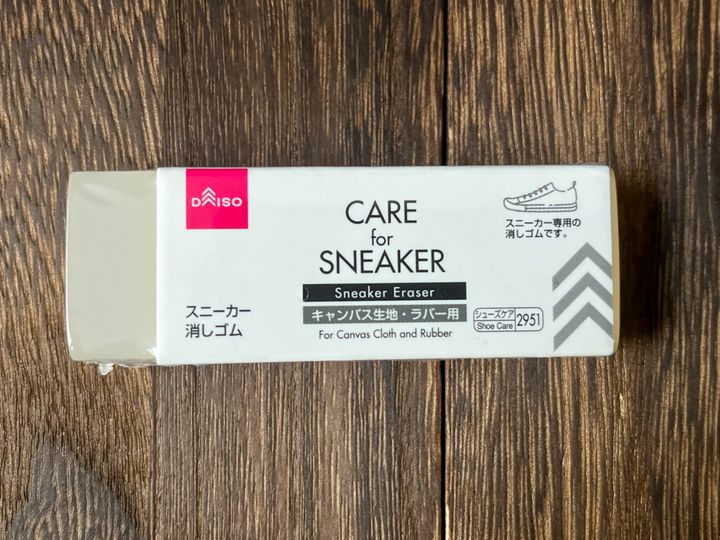 DAISO
CARE
for
SNEAKER
Sneaker Eraser
キャンバス生地・ラバー用
For Canvas Cloth and Rubber
スニーカー
消しゴム
スニーカー専用の
消しゴムです。
シューズケア
Shoe Care
2951